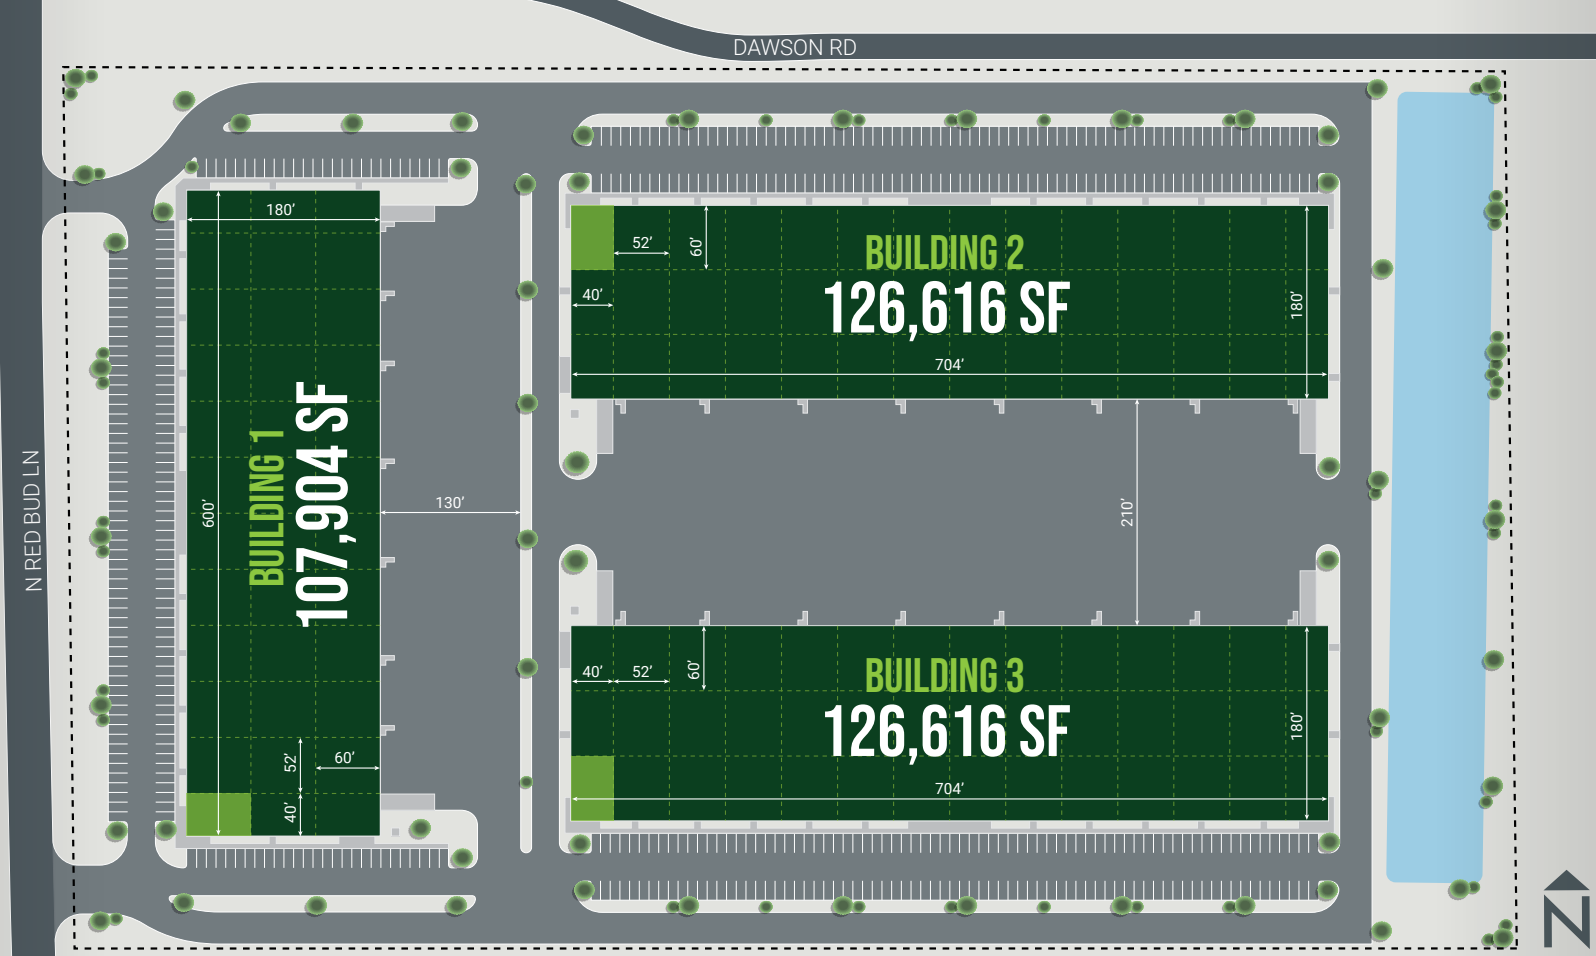 DAWSON RD
N RED BUD LN
180’
600’
BUILDING 1
107,904 SF
130’
52’
60’
40’
52’
60’
40’
BUILDING 2
126,616 SF
180’
704’
210’
40’
52’
60’
BUILDING 3
126,616 SF
180’
704’
N